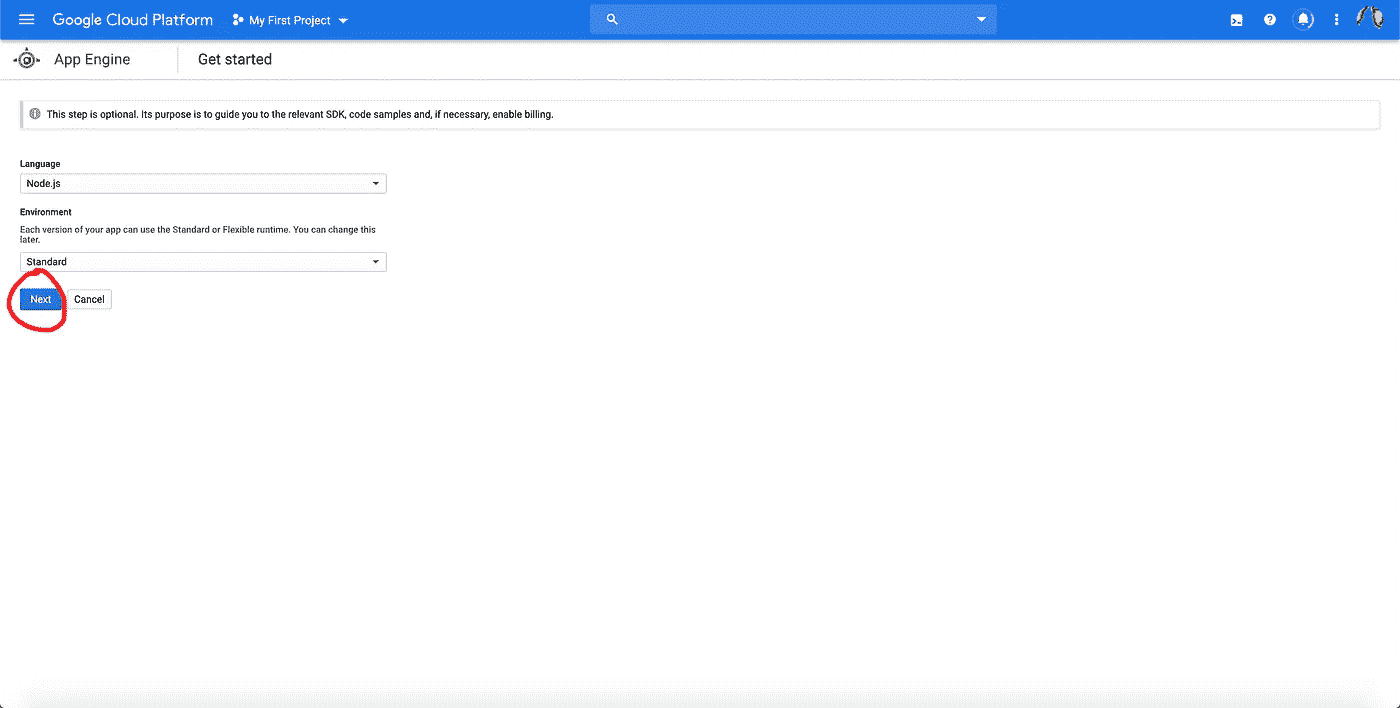 Google Cloud Platform My First Project
App Engine Get started
This step is optional. Its purpose is to guide you to the relevant SDK, code samples and, if necessary, enable billing.
Language
Node.js
Environment
Each version of your app can use the Standard or Flexible runtime. You can change this
later.
Standard
Next Cancel